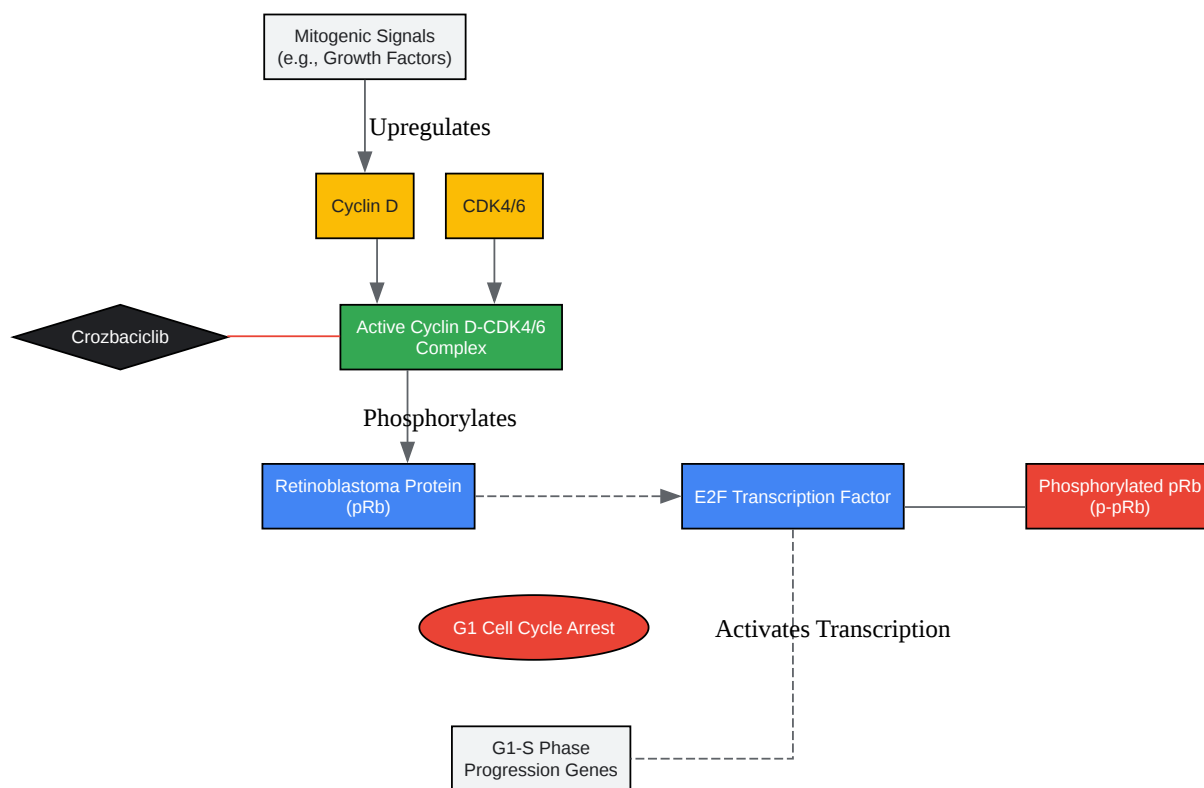 Mitogenic Signals
(e.g., Growth Factors)
Upregulates
Cyclin D
CDK4/6
Crozbaciclib
Active Cyclin D-CDK4/6
Complex
Phosphorylates
Retinoblastoma Protein
(pRb)
E2F Transcription Factor
Phosphorylated pRb
(p-pRb)
G1 Cell Cycle Arrest
Activates Transcription
G1-S Phase
Progression Genes